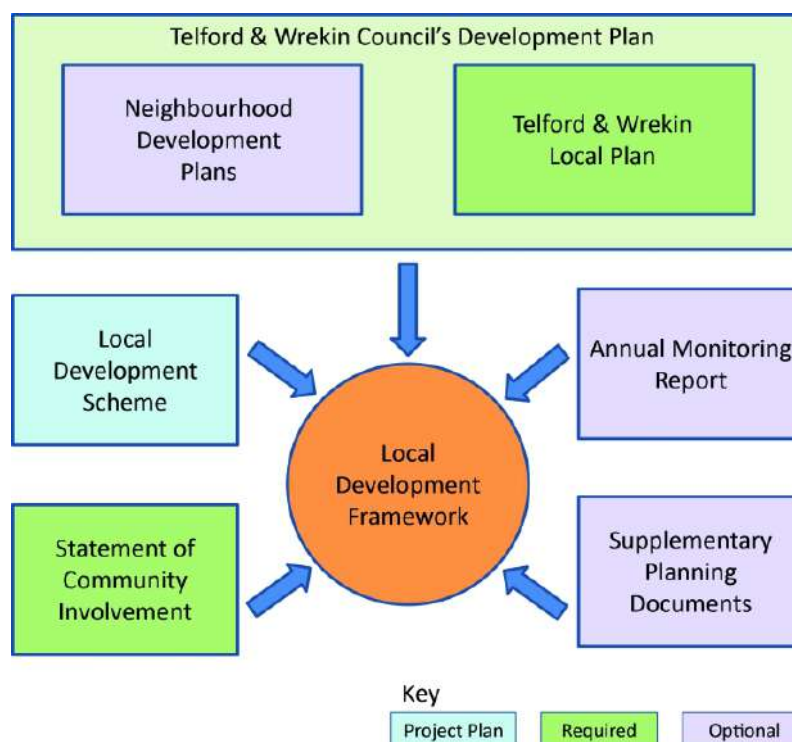 Telford & Wrekin Council's Development Plan
Neighbourhood
Development
Plans
Telford & Wrekin
Local Plan
Local
Development
Scheme
Annual Monitoring
Report
Local
Development
Framework
Statement of
Community
Involvement
Supplementary
Planning
Documents
Key
Project Plan
Required
Optional